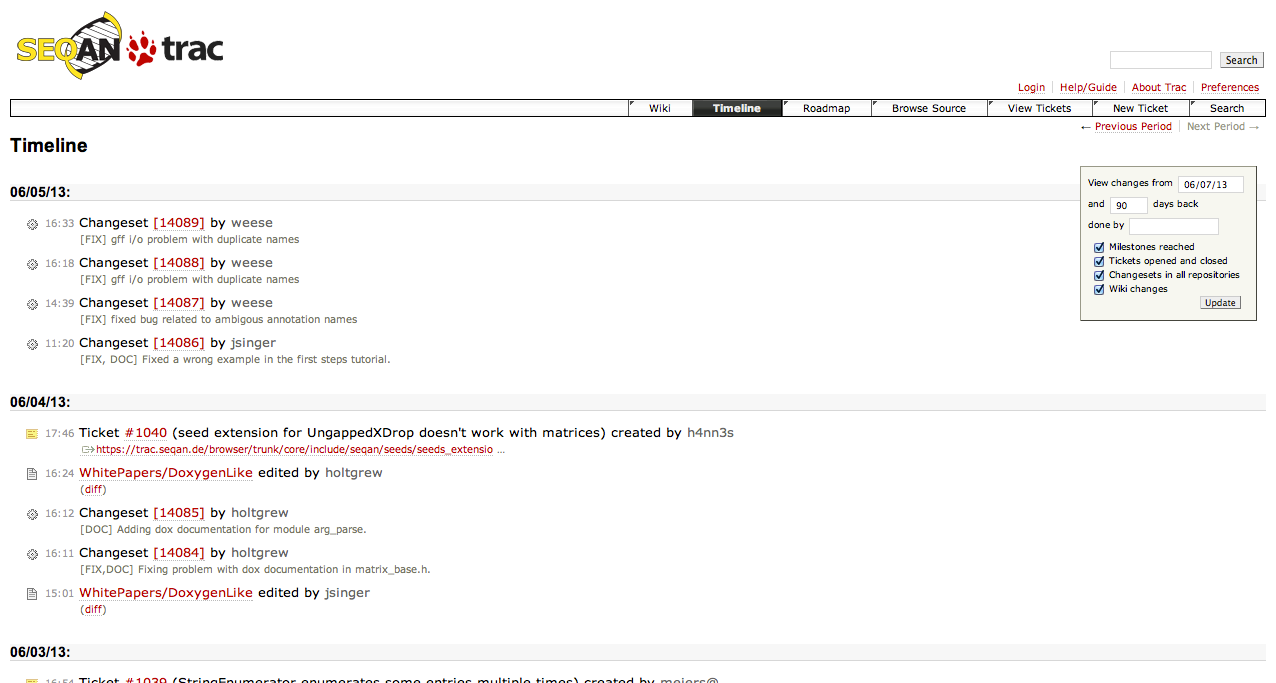 SEQAN trac
Search
Login Help/Guide About Trac Preferences
Wiki Timeline Roadmap Browse Source View Tickets New Ticket Search
← Previous Period Next Period →
Timeline
View changes from 06/07/13
and 90 days back
done by
Milestones reached
Tickets opened and closed
Changesets in all repositories
Wiki changes
Update
06/05/13:
16:33 Changeset [14089] by weese
[FIX] gff i/o problem with duplicate names
16:18 Changeset [14088] by weese
[FIX] gff i/o problem with duplicate names
14:39 Changeset [14087] by weese
[FIX] fixed bug related to ambigous annotation names
11:20 Changeset [14086] by jsinger
[FIX, DOC] Fixed a wrong example in the first steps tutorial.
06/04/13:
17:46 Ticket #1040 (seed extension for UngappedXDrop doesn't work with matrices) created by h4nn3s
https://trac.seqan.de/browser/trunk/core/include/seqan/seeds/seeds_extensio ...
16:24 WhitePapers/DoxygenLike edited by holtgrew
(diff)
16:12 Changeset [14085] by holtgrew
[DOC] Adding dox documentation for module arg_parse.
16:11 Changeset [14084] by holtgrew
[FIX,DOC] Fixing problem with dox documentation in matrix_base.h.
15:01 WhitePapers/DoxygenLike edited by jsinger
(diff)
06/03/13:
16:54 Ticket #1039 (StringEnumerator enumerates some entries multiple times) created by meiers@